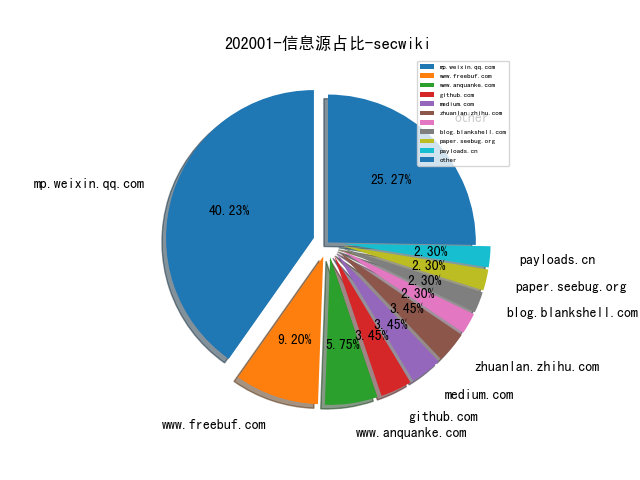 202001-信息源占比-secwiki
mp.weixin.qq.com
www.freebuf.com
www.anquanke.com
github.com
medium.com
zhuanlan.zhihu.com
blog.blankshell.com
paper.seebug.org
payloads.cn
other
other
25.27%
mp.weixin.qq.com
40.23%
2.30%
payloads.cn
2.30%
paper.seebug.org
2.30%
2.30%
blog.blankshell.com
3.45%
3.45%
3.45%
9.20%
5.75%
zhuanlan.zhihu.com
medium.com
github.com
www.freebuf.com
www.anquanke.com